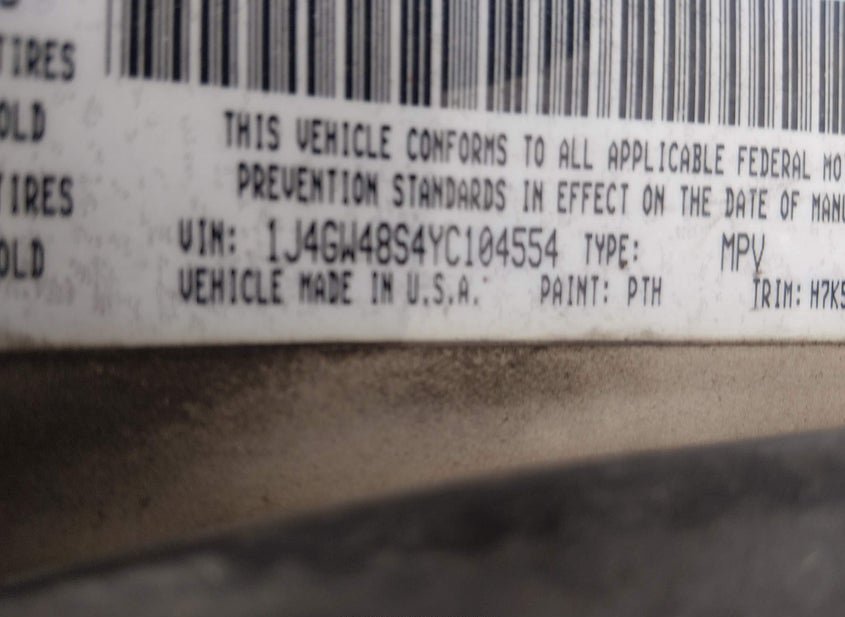 TIRES
OLD
TIRES
OLD
THIS VEHICLE CONFORMS TO ALL APPLICABLE FEDERAL MO
PREVENTION STANDARDS IN EFFECT ON THE DATE OF MANU
VIN: 1J4GW48S4YC104554 TYPE: MPV
VEHICLE MADE IN U.S.A. PAINT: PTH TRIM: H7K5